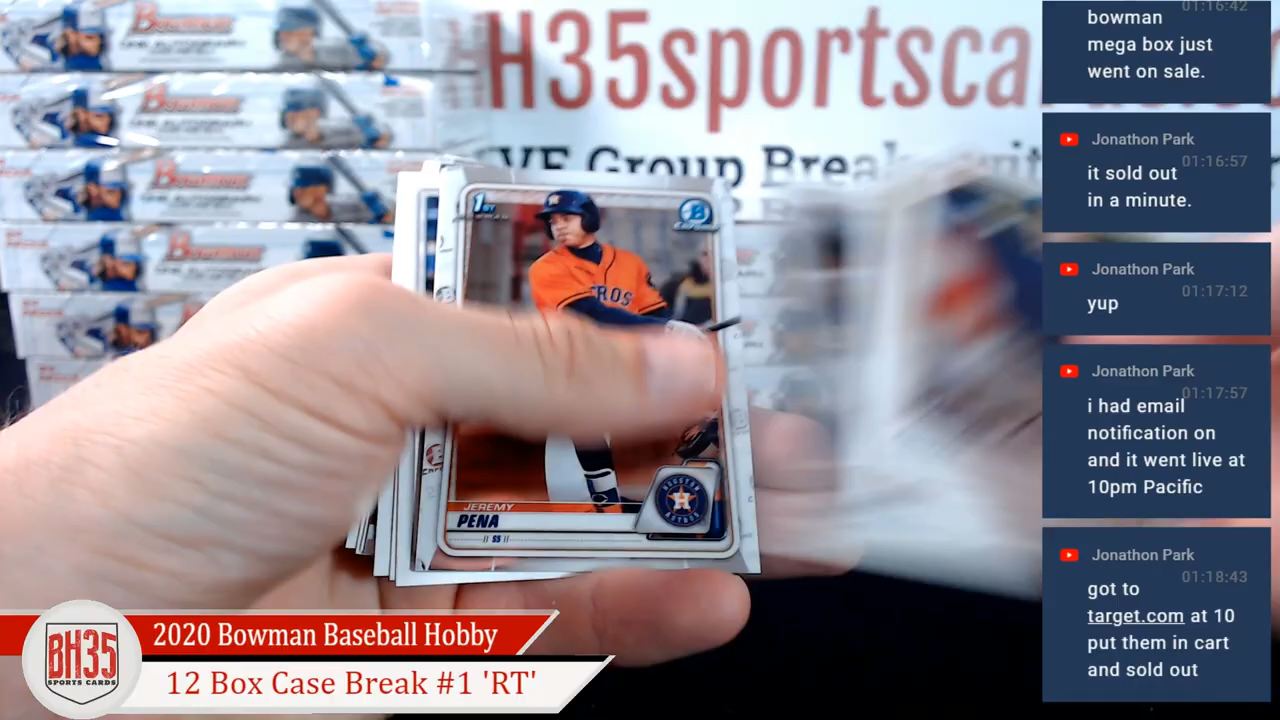 H35sportsca
VE Group Brea
Bowman
Bowman
Bowman
Bowman
1ST
B
TROS
JEREMY
PENA
SS
HOUSTON
ASTROS
BH35
SPORTS CARDS
2020 Bowman Baseball Hobby
12 Box Case Break #1 'RT'
01:16:42
bowman
mega box just
went on sale.
Jonathon Park
01:16:57
it sold out
in a minute.
Jonathon Park
01:17:12
yup
Jonathon Park
01:17:57
i had email
notification on
and it went live at
10pm Pacific
Jonathon Park
01:18:43
got to
target.com at 10
put them in cart
and sold out